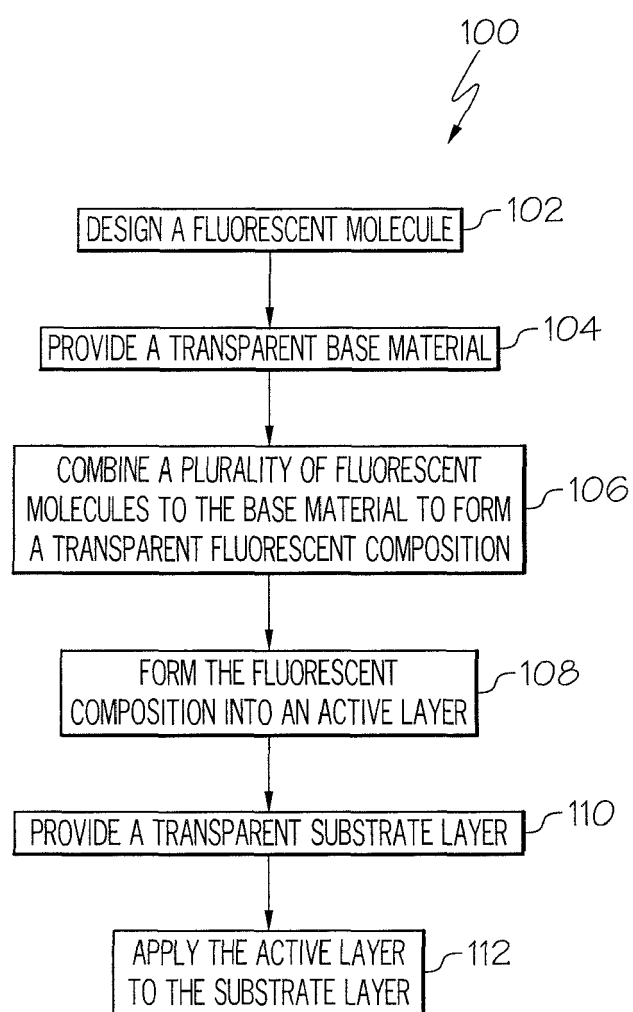 100
DESIGN A FLUORESCENT MOLECULE
102
PROVIDE A TRANSPARENT BASE MATERIAL
104
COMBINE A PLURALITY OF FLUORESCENT
MOLECULES TO THE BASE MATERIAL TO FORM
A TRANSPARENT FLUORESCENT COMPOSITION
106
FORM THE FLUORESCENT
COMPOSITION INTO AN ACTIVE LAYER
108
PROVIDE A TRANSPARENT SUBSTRATE LAYER
110
APPLY THE ACTIVE LAYER
TO THE SUBSTRATE LAYER
112